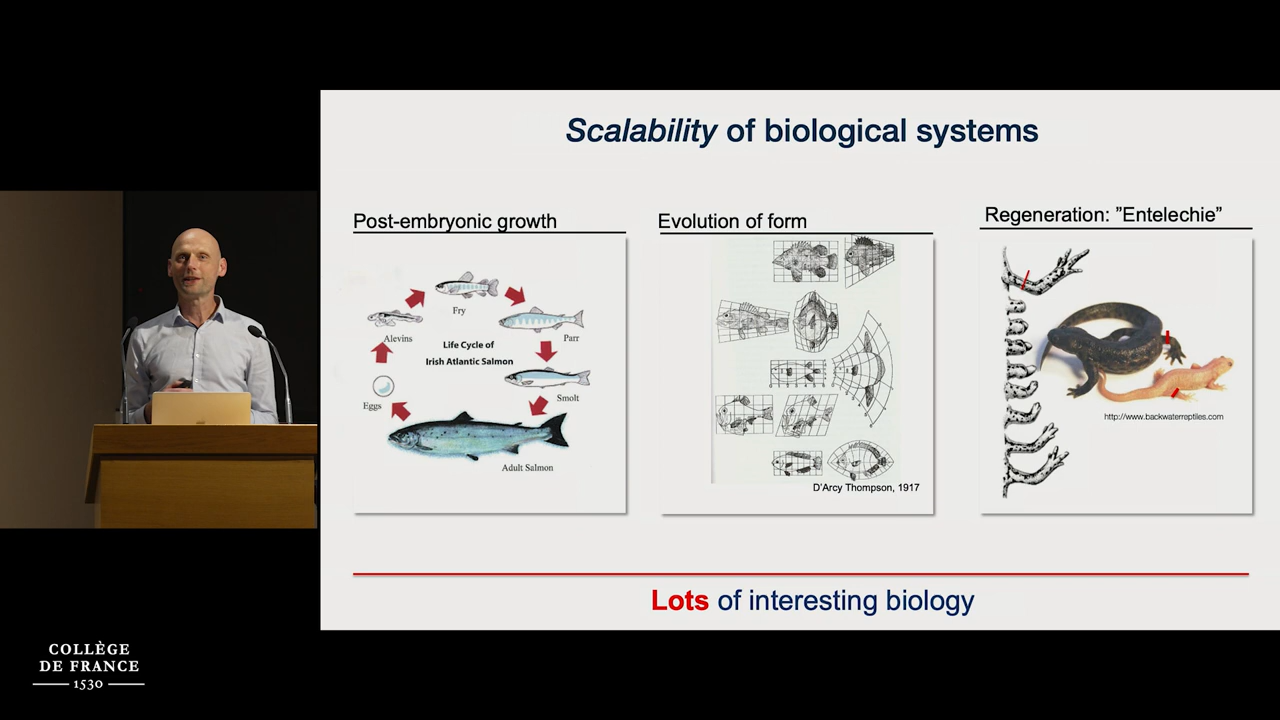 Scalability of biological systems
Post-embryonic growth
Fry
Alevins
Parr
Life Cycle of
Irish Atlantic Salmon
Smolt
Eggs
Adult Salmon
Evolution of form
D'Arcy Thompson, 1917
Regeneration: ”Entelechie”
http://www.backwaterreptiles.com
Lots of interesting biology
COLLÈGE
DE FRANCE
1530